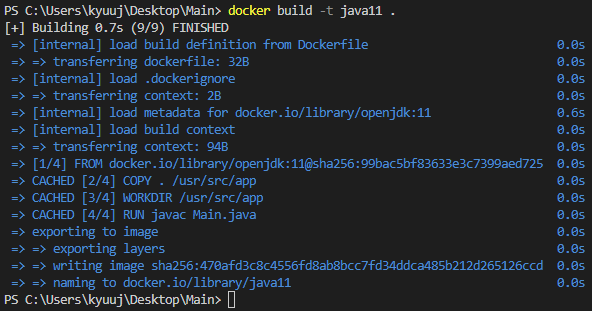 PS C:\Users\kyuuj\Desktop\Main> docker build -t java11 .
[+] Building 0.7s (9/9) FINISHED
=> [internal] load build definition from Dockerfile 0.0s
=> => transferring dockerfile: 32B 0.0s
=> [internal] load .dockerignore 0.0s
=> => transferring context: 2B 0.0s
=> [internal] load metadata for docker.io/library/openjdk:11 0.6s
=> [internal] load build context 0.0s
=> => transferring context: 94B 0.0s
=> [1/4] FROM docker.io/library/openjdk:11@sha256:99bac5bf83633e3c7399aed725 0.0s
=> CACHED [2/4] COPY . /usr/src/app 0.0s
=> CACHED [3/4] WORKDIR /usr/src/app 0.0s
=> CACHED [4/4] RUN javac Main.java 0.0s
=> exporting to image 0.0s
=> => exporting layers 0.0s
=> => writing image sha256:470afd3c8c4556fd8ab8bcc7fd34ddca485b212d265126ccd 0.0s
=> => naming to docker.io/library/java11 0.0s
PS C:\Users\kyuuj\Desktop\Main>